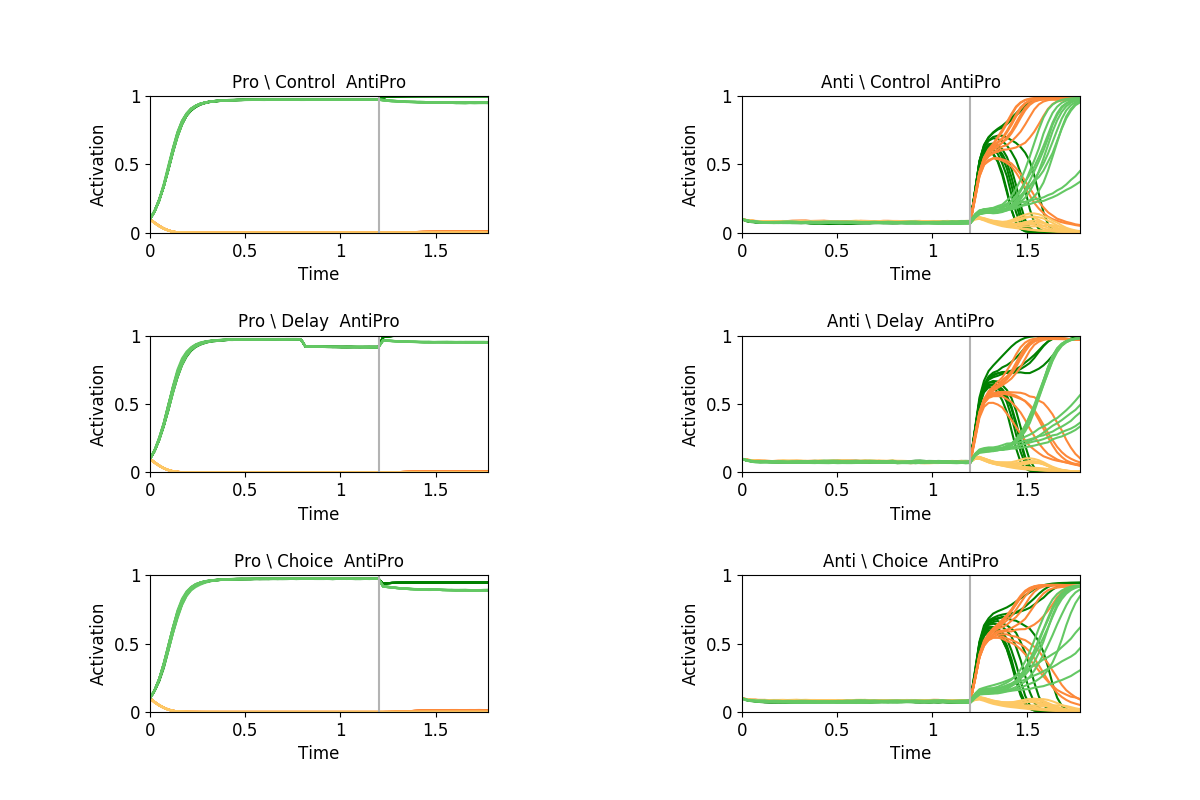 Pro \ Control  AntiPro
1
0.5
0
Activation
0 0.5 1 1.5
Time
Anti \ Control  AntiPro
1
0.5
0
Activation
0 0.5 1 1.5
Time
Pro \ Delay  AntiPro
1
0.5
0
Activation
0 0.5 1 1.5
Time
Anti \ Delay  AntiPro
1
0.5
0
Activation
0 0.5 1 1.5
Time
Pro \ Choice  AntiPro
1
0.5
0
Activation
0 0.5 1 1.5
Time
Anti \ Choice  AntiPro
1
0.5
0
Activation
0 0.5 1 1.5
Time